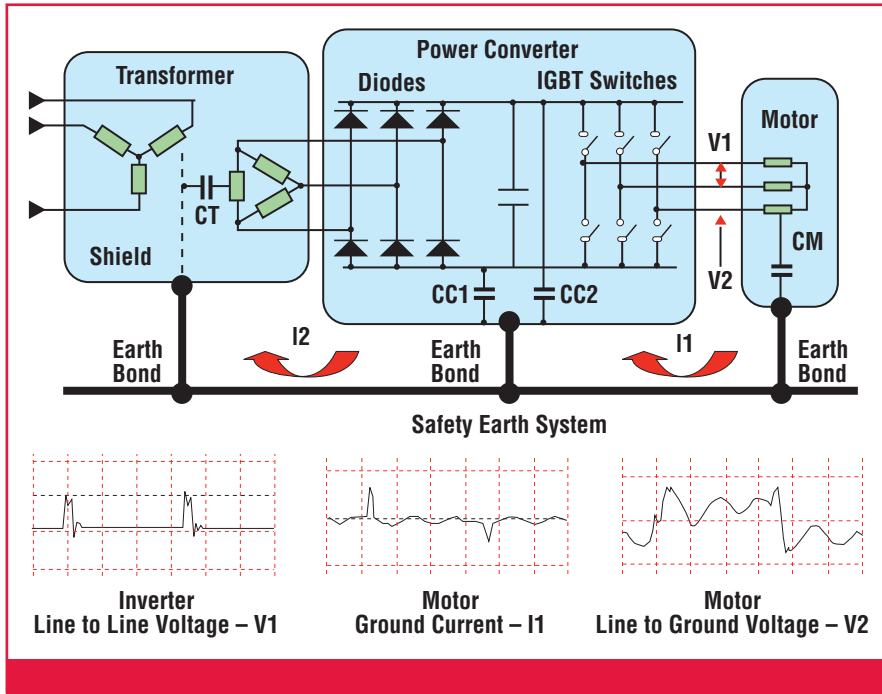 Power Converter
Transformer
Diodes
IGBT Switches
Motor
V1
CT
CM
Shield
V2
CC1
CC2
I2
I1
Earth
Bond
Earth
Bond
Earth
Bond
Safety Earth System
Inverter
Line to Line Voltage – V1
Motor
Ground Current – I1
Motor
Line to Ground Voltage – V2